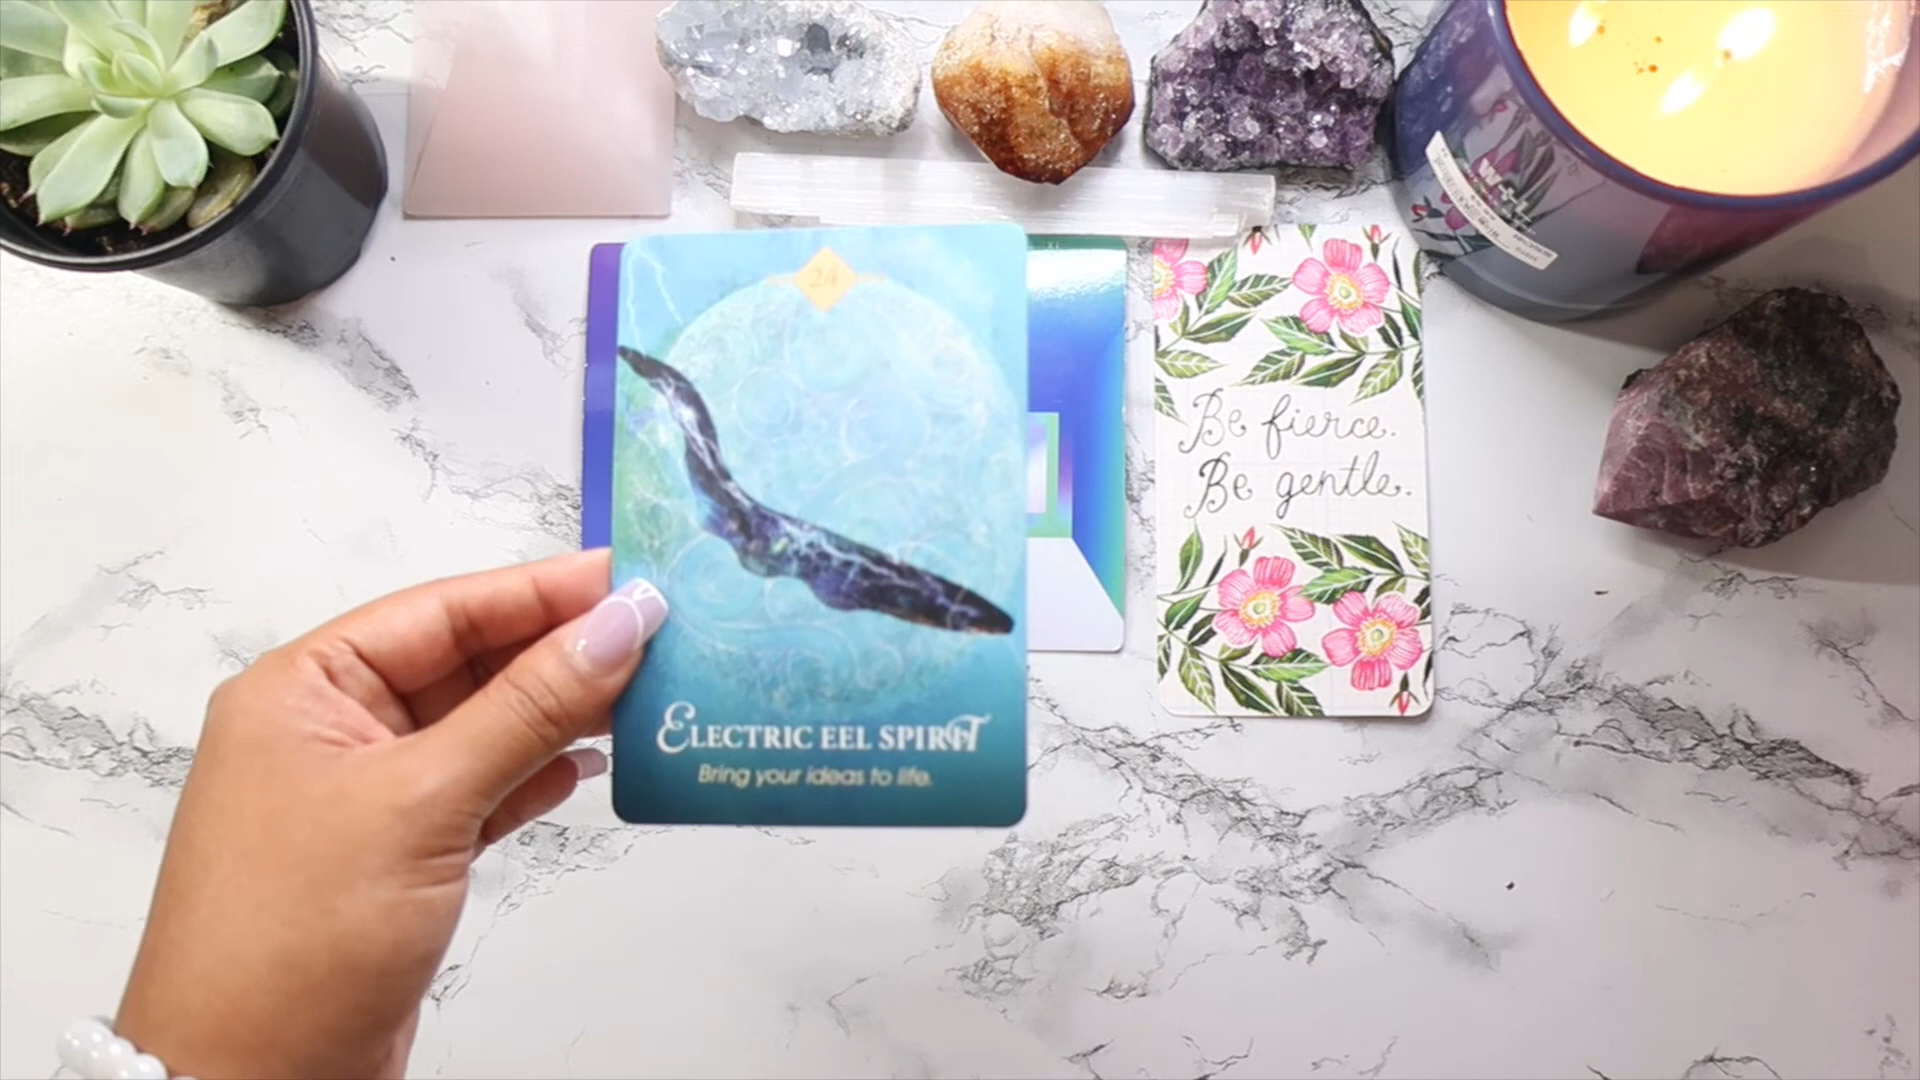 24
Be fierce.
Be gentle.
ELECTRIC EEL SPIRIT
Bring your ideas to life.